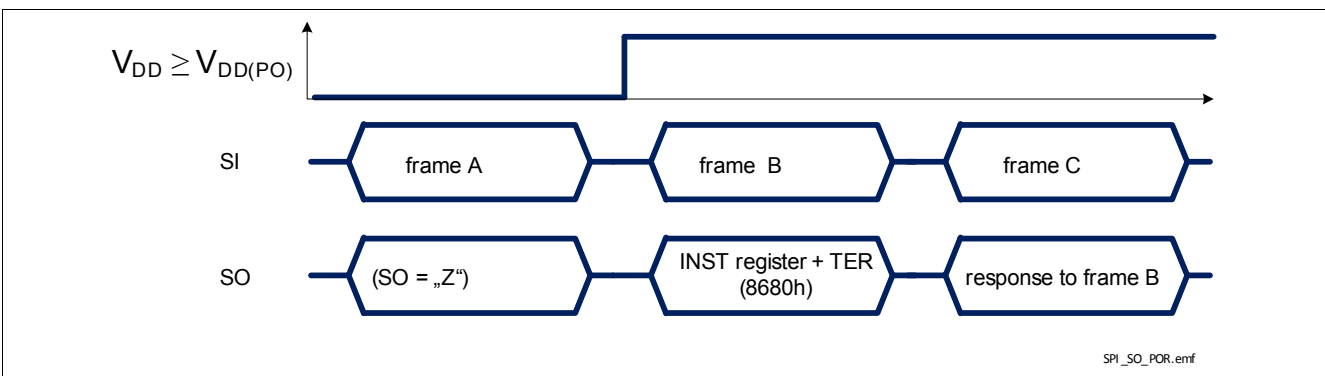 VDD ≥ VDD(PO)
SI
frame A
frame B
frame C
SO
(SO = „Z“)
INST register + TER
(8680h)
response to frame B
SPI_SO_POR.emf